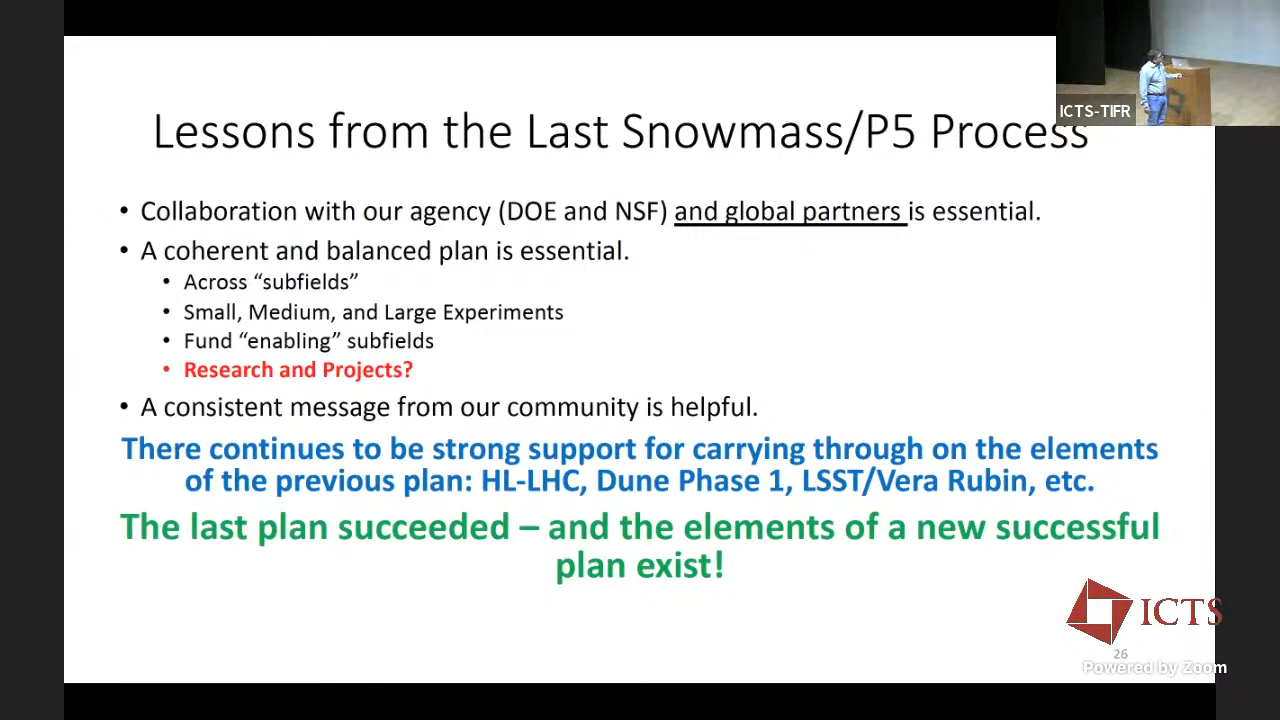 ICTS-TIFR
Lessons from the Last Snowmass/P5 Process
• Collaboration with our agency (DOE and NSF) and global partners is essential.
• A coherent and balanced plan is essential.
• Across “subfields”
• Small, Medium, and Large Experiments
• Fund “enabling” subfields
• Research and Projects?
• A consistent message from our community is helpful.
There continues to be strong support for carrying through on the elements
of the previous plan: HL-LHC, Dune Phase 1, LSST/Vera Rubin, etc.
The last plan succeeded – and the elements of a new successful
plan exist!
ICTS
26
Powered by Zoom